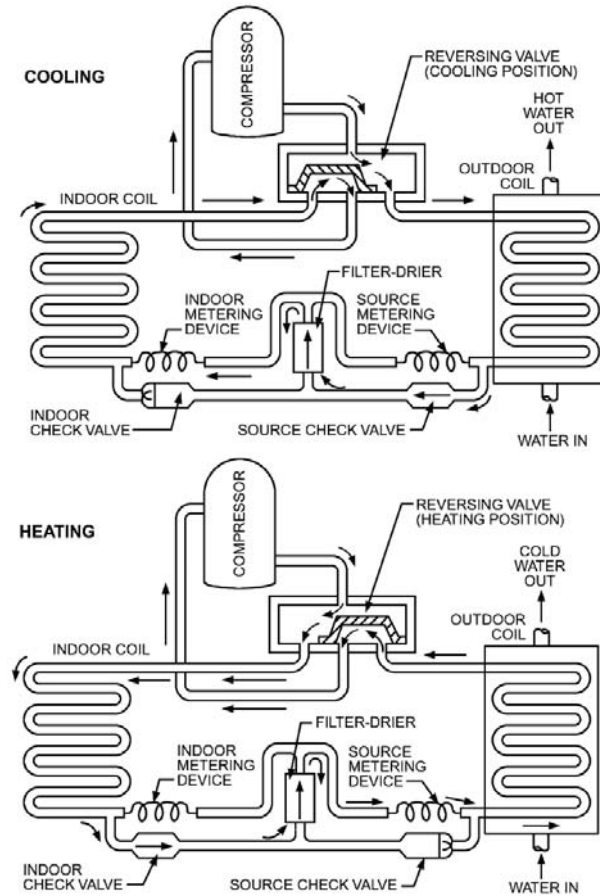 COOLING
COMPRESSOR
REVERSING VALVE
(COOLING POSITION)
HOT
WATER
OUT
OUTDOOR
COIL
INDOOR COIL
FILTER-DRIER
INDOOR
METERING
DEVICE
SOURCE
METERING
DEVICE
INDOOR
CHECK VALVE
SOURCE CHECK VALVE
WATER IN
HEATING
COMPRESSOR
REVERSING VALVE
(HEATING POSITION)
COLD
WATER
OUT
OUTDOOR
COIL
INDOOR COIL
FILTER-DRIER
INDOOR
METERING
DEVICE
SOURCE
METERING
DEVICE
INDOOR
CHECK VALVE
SOURCE CHECK VALVE
WATER IN